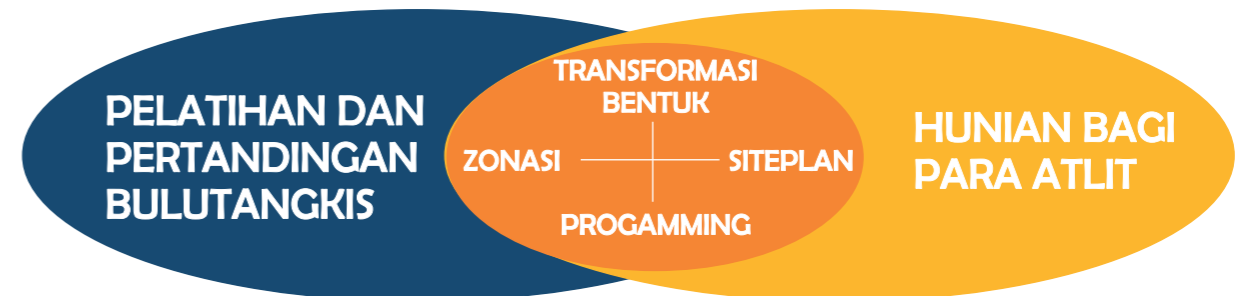 PELATIHAN DAN
PERTANDINGAN
BULUTANGKIS
TRANSFORMASI
BENTUK
ZONASI
SITEPLAN
PROGAMMING
HUNIAN BAGI
PARA ATLIT